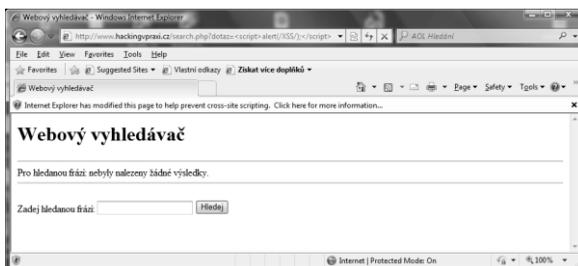 Webový vyhledávač - Windows Internet Explorer
http://www.hackingvpraxi.cz/search.php?dotaz=<script>alert(/XSS/);</script> AOL Hledání
File Edit View Favorites Tools Help
Favorites Suggested Sites Vlastní odkazy Získat více doplňků
Webový vyhledávač Page Safety Tools
Internet Explorer has modified this page to help prevent cross-site scripting. Click here for more information...
Webový vyhledávač
Pro hledanou frázi: nebyly nalezeny žádné výsledky.
Zadej hledanou frázi: Hledej
Internet | Protected Mode: On 100%